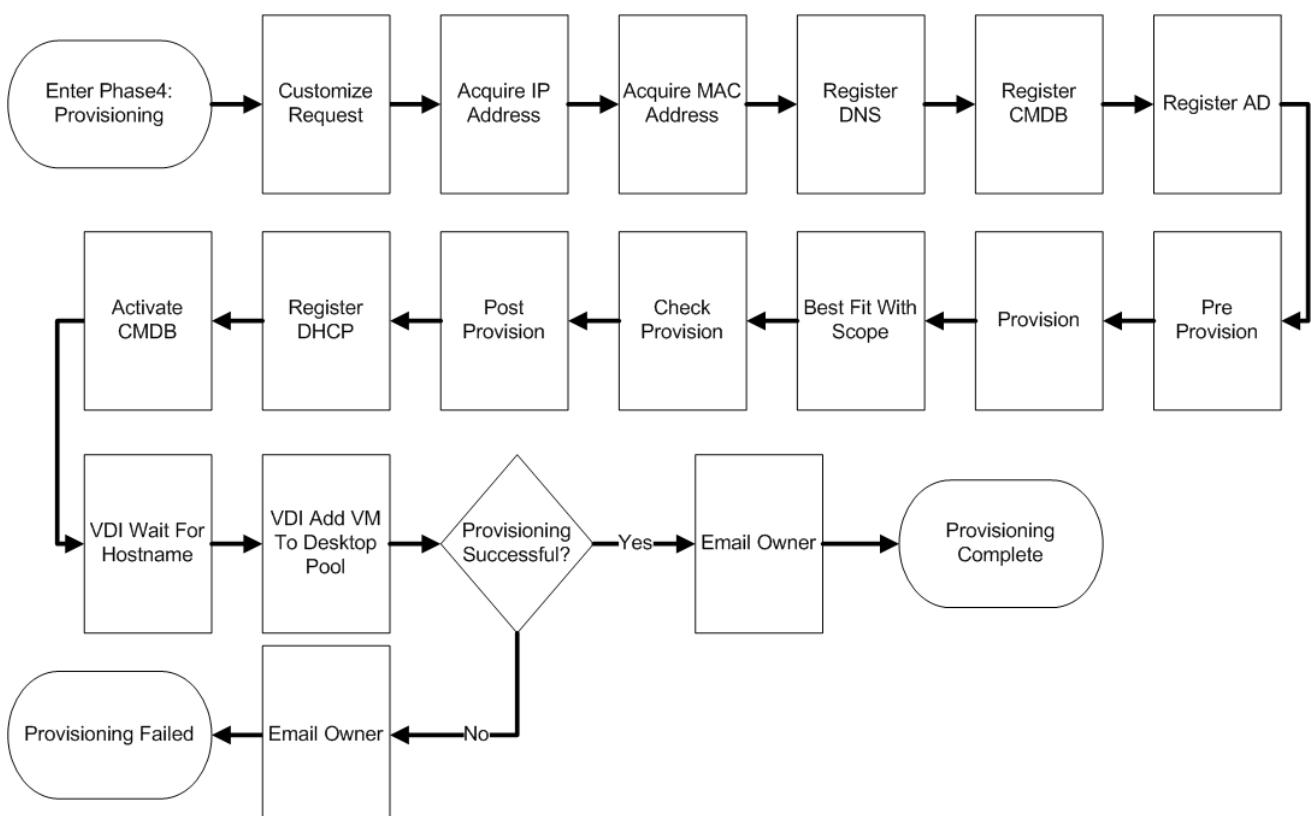 Enter Phase4:
Provisioning
Customize
Request
Acquire IP
Address
Acquire MAC
Address
Register
DNS
Register
CMDB
Register AD
Pre
Provision
Provision
Best Fit With
Scope
Check
Provision
Post
Provision
Register
DHCP
Activate
CMDB
VDI Wait For
Hostname
VDI Add VM
To Desktop
Pool
Provisioning
Successful?
Yes
Email Owner
Provisioning
Complete
No
Email Owner
Provisioning Failed